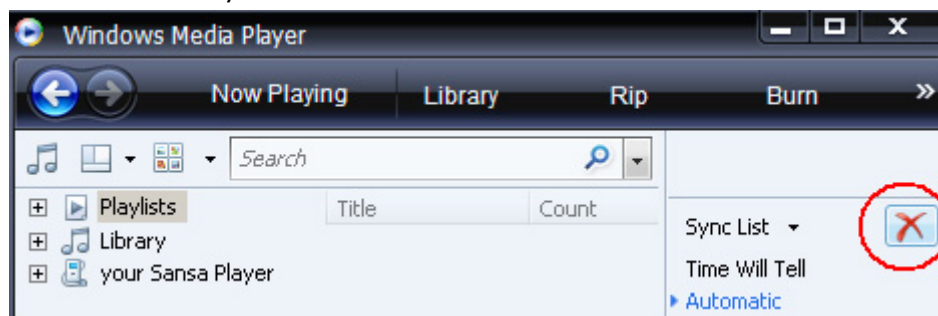 Windows Media Player
Now Playing Library Rip Burn »
Search
Playlists Title Count
Library
your Sansa Player
Sync List
Time Will Tell
Automatic